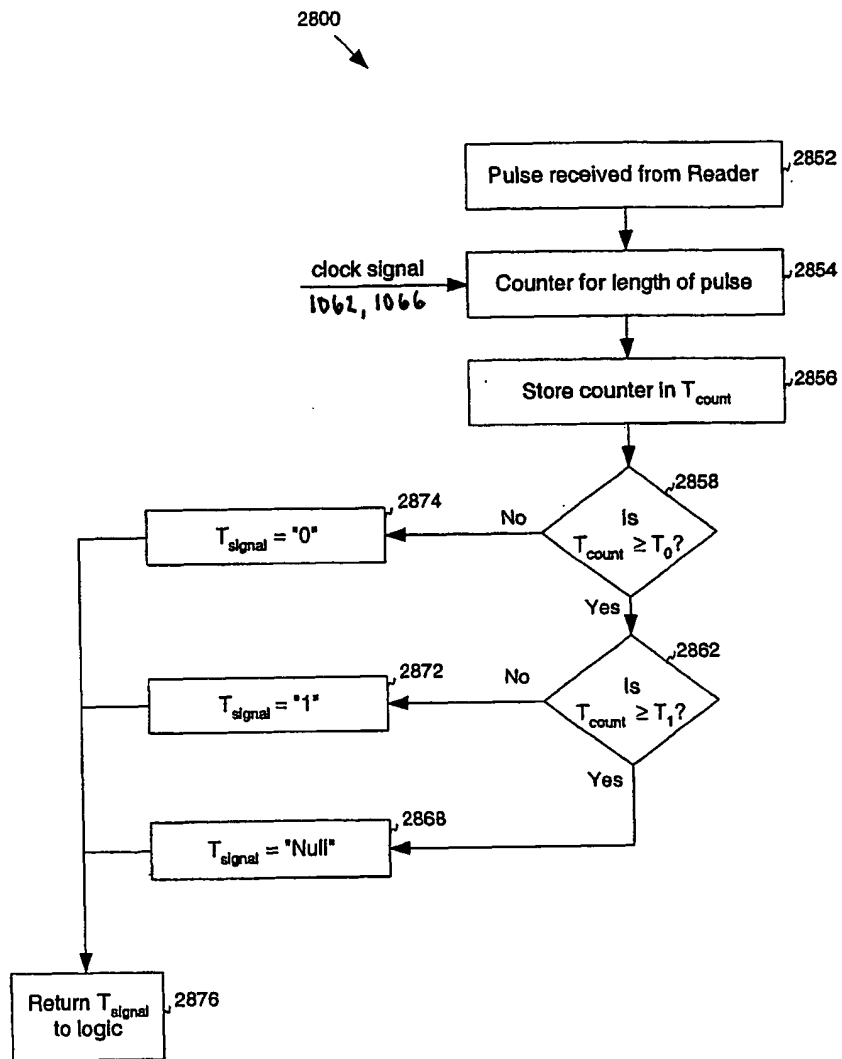 2800
Pulse received from Reader
2852
clock signal
1062, 1066
Counter for length of pulse
2854
Store counter in T_count
2856
2858
Is
T_count ≥ T_0?
No
Yes
2874
T_signal = "0"
2862
Is
T_count ≥ T_1?
No
Yes
2872
T_signal = "1"
2868
T_signal = "Null"
Return T_signal
to logic
2876